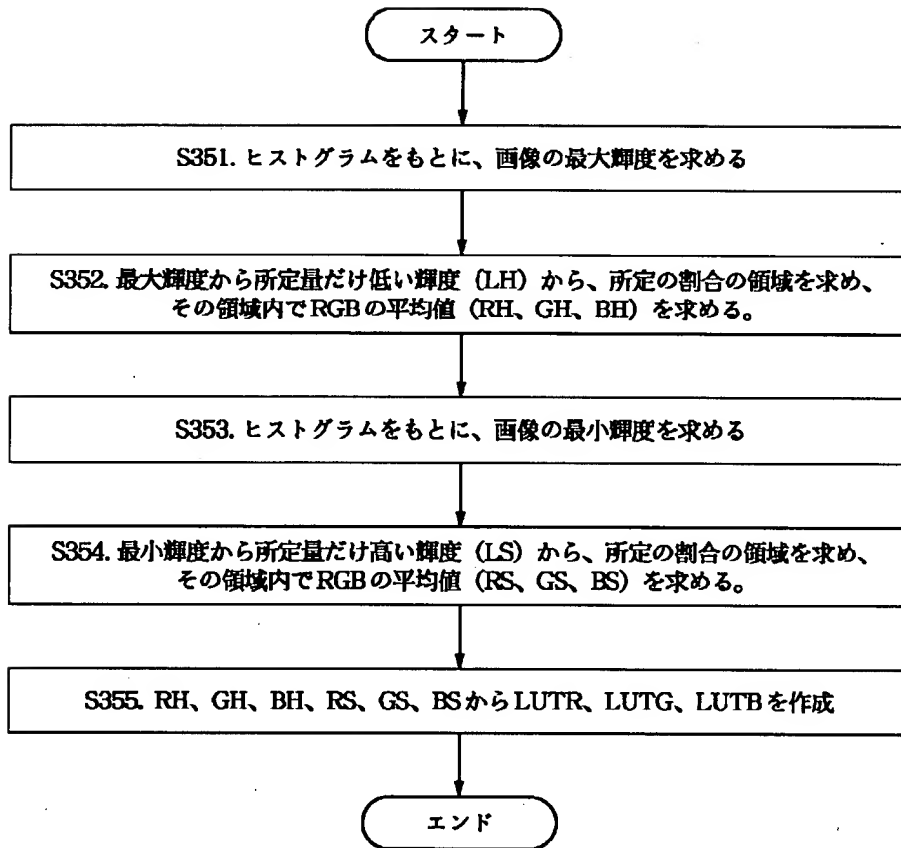 スタート
S351. ヒストグラムをもとに、画像の最大輝度を求める
S352. 最大輝度から所定量だけ低い輝度（LH）から、所定の割合の領域を求め、
その領域内でRGBの平均値（RH、GH、BH）を求める。
S353. ヒストグラムをもとに、画像の最小輝度を求める
S354. 最小輝度から所定量だけ高い輝度（LS）から、所定の割合の領域を求め、
その領域内でRGBの平均値（RS、GS、BS）を求める。
S355. RH、GH、BH、RS、GS、BSからLUTR、LUTG、LUTBを作成
エンド